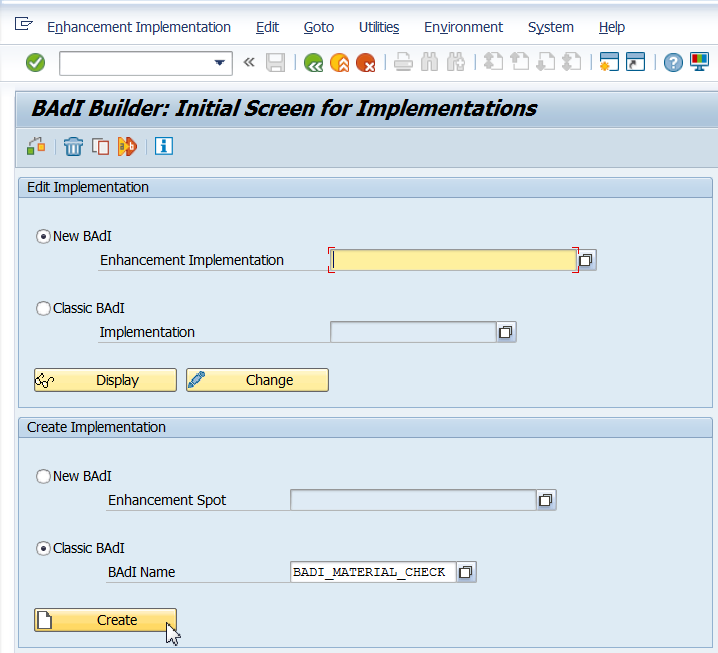 Enhancement Implementation Edit Goto Utilities Environment System Help
BAdI Builder: Initial Screen for Implementations
Edit Implementation
New BAdI
Enhancement Implementation
Classic BAdI
Implementation
Display Change
Create Implementation
New BAdI
Enhancement Spot
Classic BAdI
BAdI Name BADI_MATERIAL_CHECK
Create